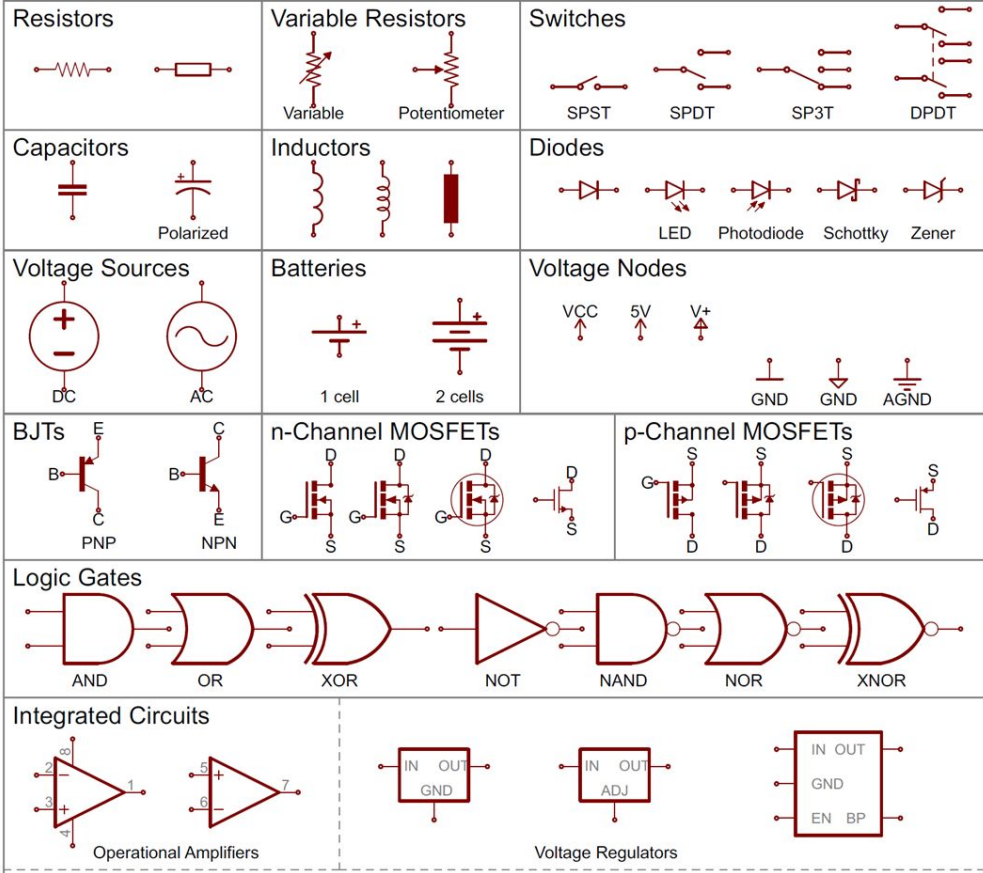 Resistors
Variable Resistors
Variable
Potentiometer
Switches
SPST
SPDT
SP3T
DPDT
Capacitors
+
Polarized
Inductors
Diodes
LED
Photodiode
Schottky
Zener
Voltage Sources
+
−
DC
AC
Batteries
+
1 cell
+
2 cells
Voltage Nodes
VCC
5V
V+
GND
GND
AGND
BJTs
E
B
C
PNP
C
B
E
NPN
n-Channel MOSFETs
D
G
S
D
G
S
D
G
S
D
S
p-Channel MOSFETs
S
G
D
S
D
S
D
S
D
Logic Gates
AND
OR
XOR
NOT
NAND
NOR
XNOR
Integrated Circuits
8
2 −
1
3 +
4
5 +
7
6 −
Operational Amplifiers
IN OUT
GND
IN OUT
ADJ
IN OUT
GND
EN BP
Voltage Regulators